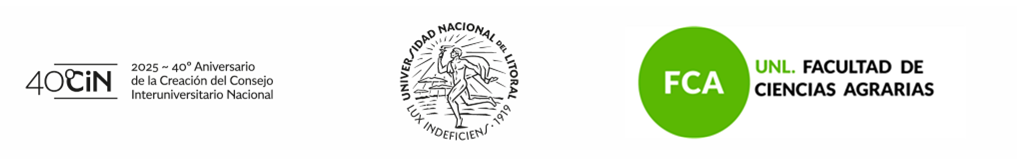 40ºCiN
2025 ~ 40º Aniversario
de la Creación del Consejo
Interuniversitario Nacional
UNIVERSIDAD NACIONAL DEL LITORAL
LUX INDEFICIENS · 1919
FCA
UNL. FACULTAD DE
CIENCIAS AGRARIAS